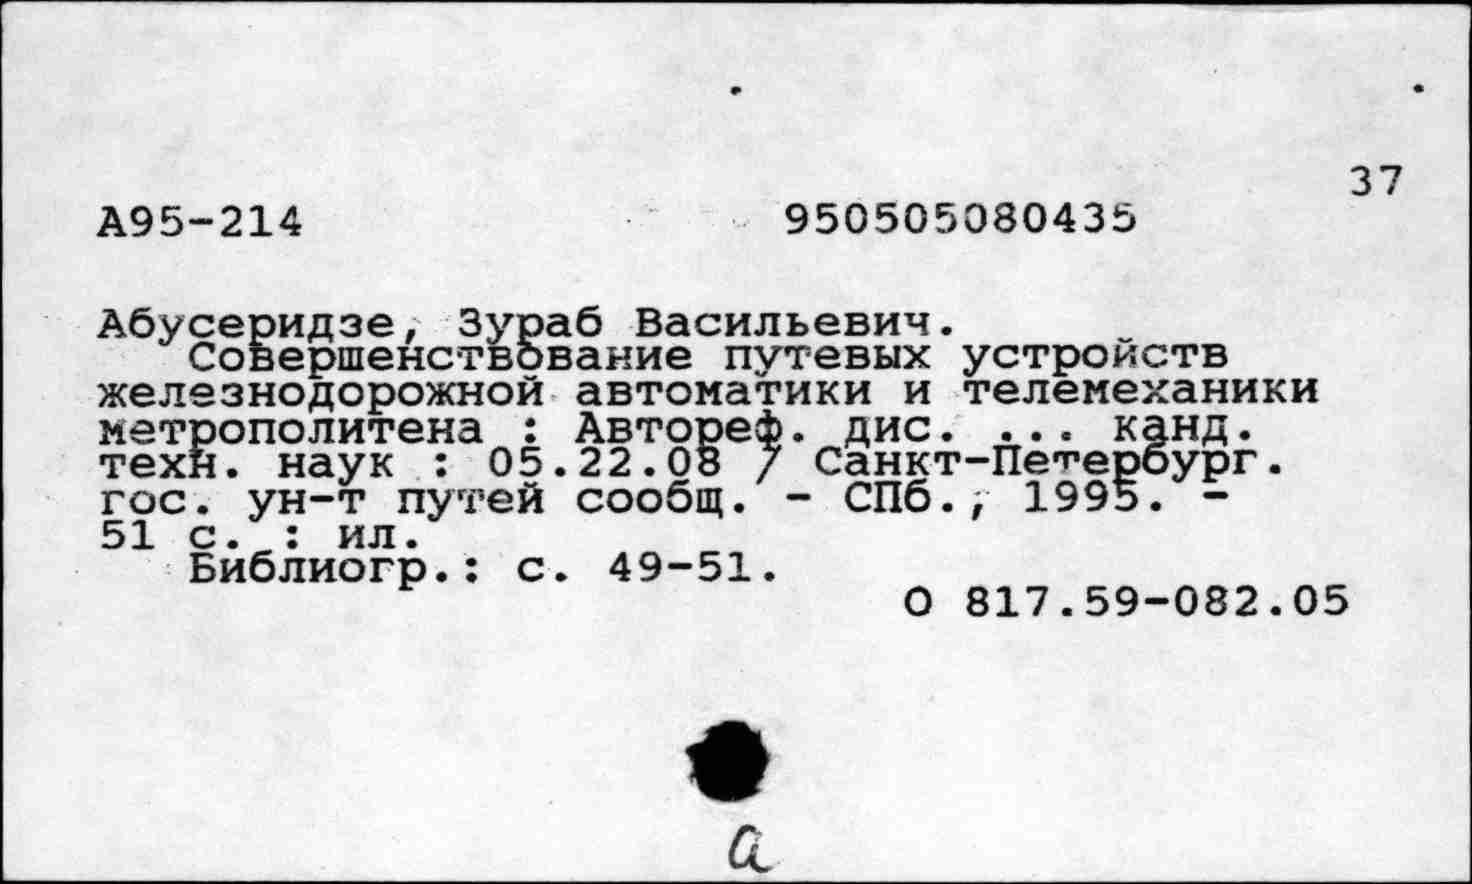 37
А95-214 950505080435
Абусеридзе, Зураб Васильевич.
Совершенствование путевых устройств
железнодорожной автоматики и телемеханики
метрополитена : Автореф. дис. ... канд.
техн. наук : 05.22.08 / Санкт-Петербург.
гос. ун-т путей сообщ. - СПб., 1995. -
51 с. : ил.
Библиогр.: с. 49-51.
О 817.59-082.05
а